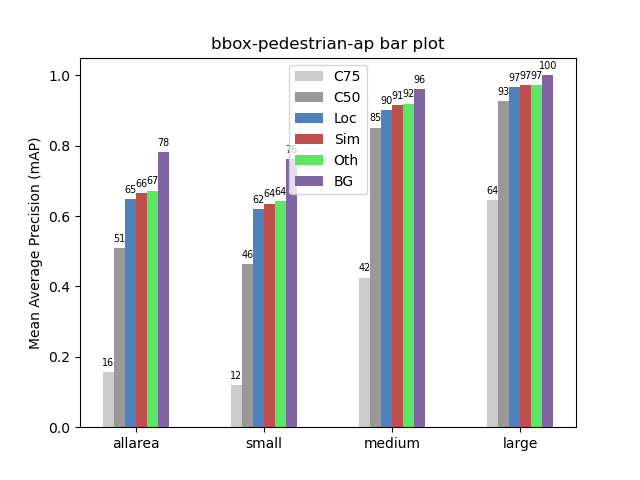 bbox-pedestrian-ap bar plot
Mean Average Precision (mAP)
1.0
0.8
0.6
0.4
0.2
0.0
C75
C50
Loc
Sim
Oth
BG
16
51
65
66
67
78
12
46
62
64
64
76
42
85
90
91
92
96
64
93
97
97
97
100
allarea
small
medium
large